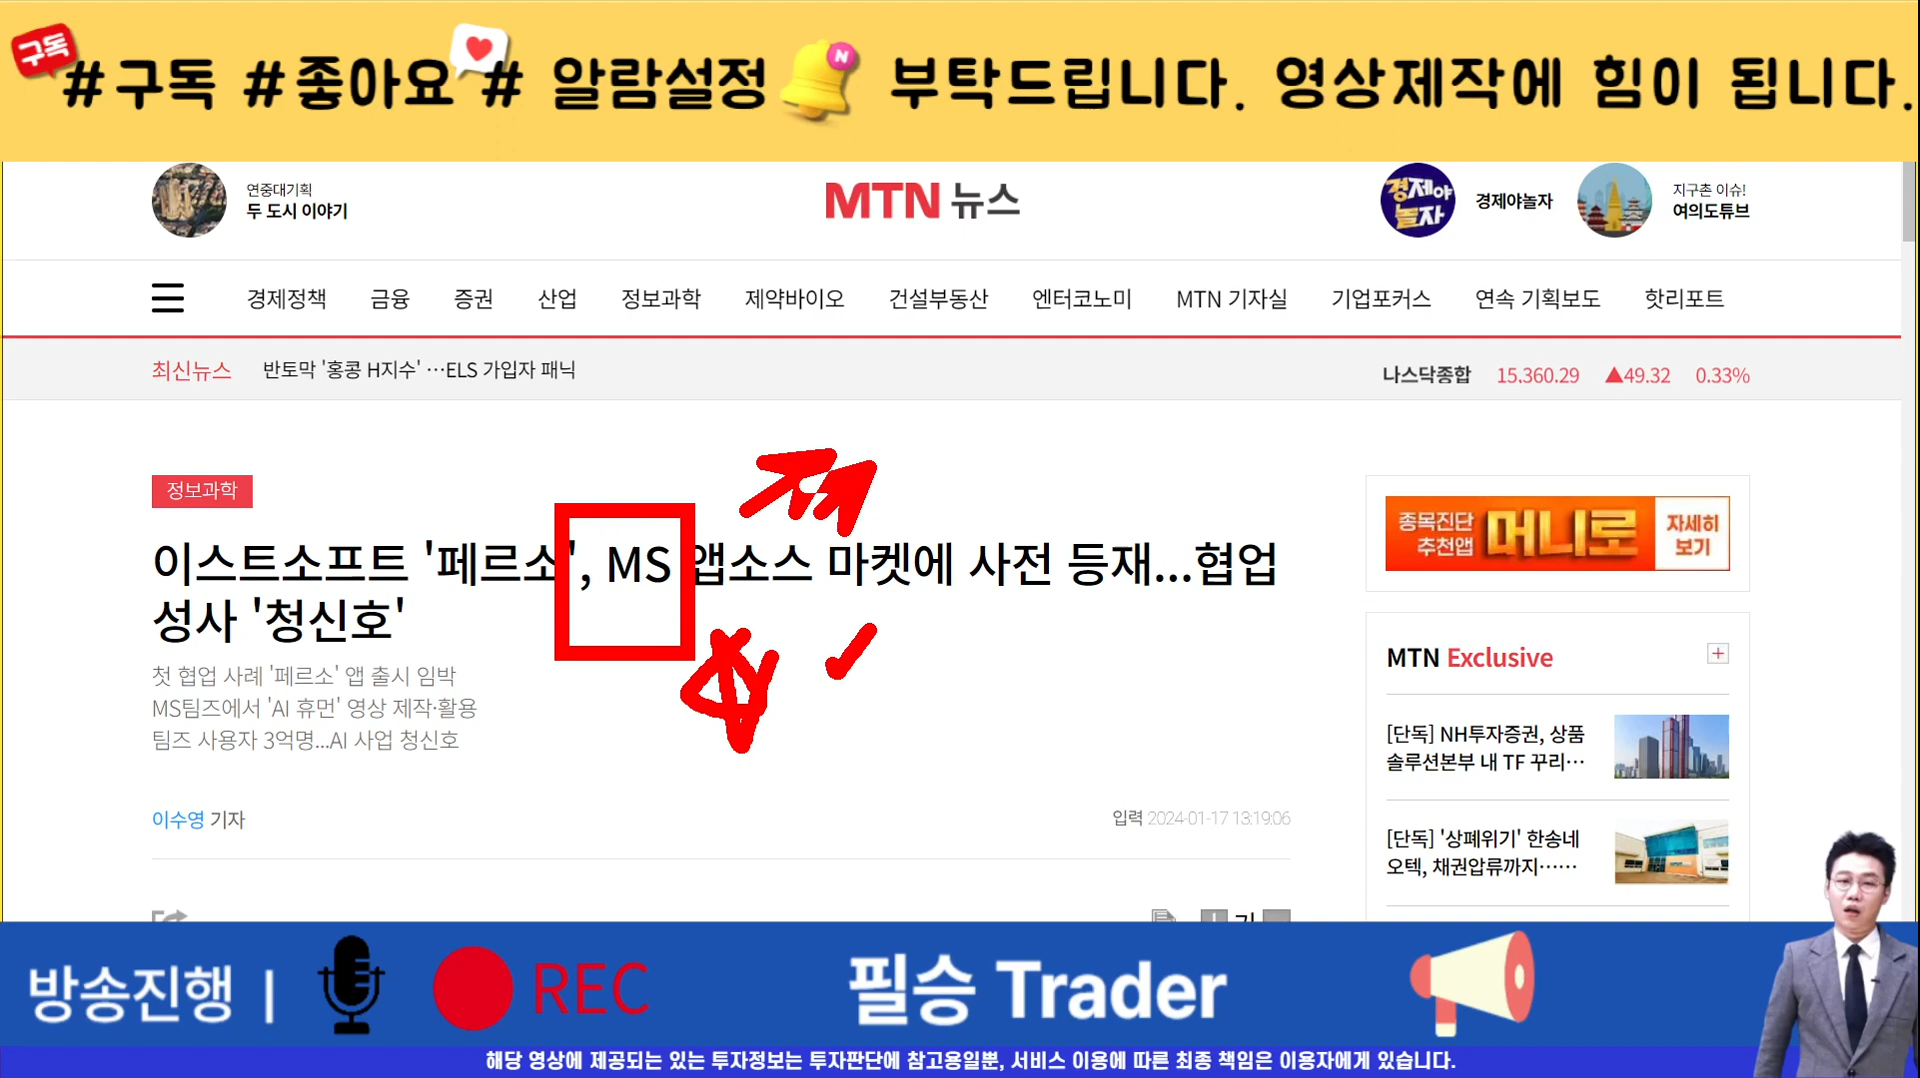 구독
#구독 #좋아요 # 알람설정 N 부탁드립니다. 영상제작에 힘이 됩니다.
연중대기획
두 도시 이야기
MTN 뉴스
경제야놀자
경제야놀자
지구촌 이슈!
여의도튜브
경제정책 금융 증권 산업 정보과학 제약바이오 건설부동산 엔터코노미 MTN 기자실 기업포커스 연속 기획보도 핫리포트
최신뉴스 반토막 '홍콩 H지수' …ELS 가입자 패닉
나스닥종합 15,360.29 ▲49.32 0.33%
정보과학
이스트소프트 '페르소', MS 앱소스 마켓에 사전 등재...협업
성사 '청신호'
첫 협업 사례 '페르소' 앱 출시 임박
MS팀즈에서 'AI 휴먼' 영상 제작·활용
팀즈 사용자 3억명...AI 사업 청신호
이수영 기자
입력 2024-01-17 13:19:06
종목진단
추천앱
머니로
자세히
보기
MTN Exclusive
[단독] NH투자증권, 상품
솔루션본부 내 TF 꾸리…
[단독] '상폐위기' 한송네
오텍, 채권압류까지……
방송진행 | REC 필승 Trader
해당 영상에 제공되는 있는 투자정보는 투자판단에 참고용일뿐, 서비스 이용에 따른 최종 책임은 이용자에게 있습니다.